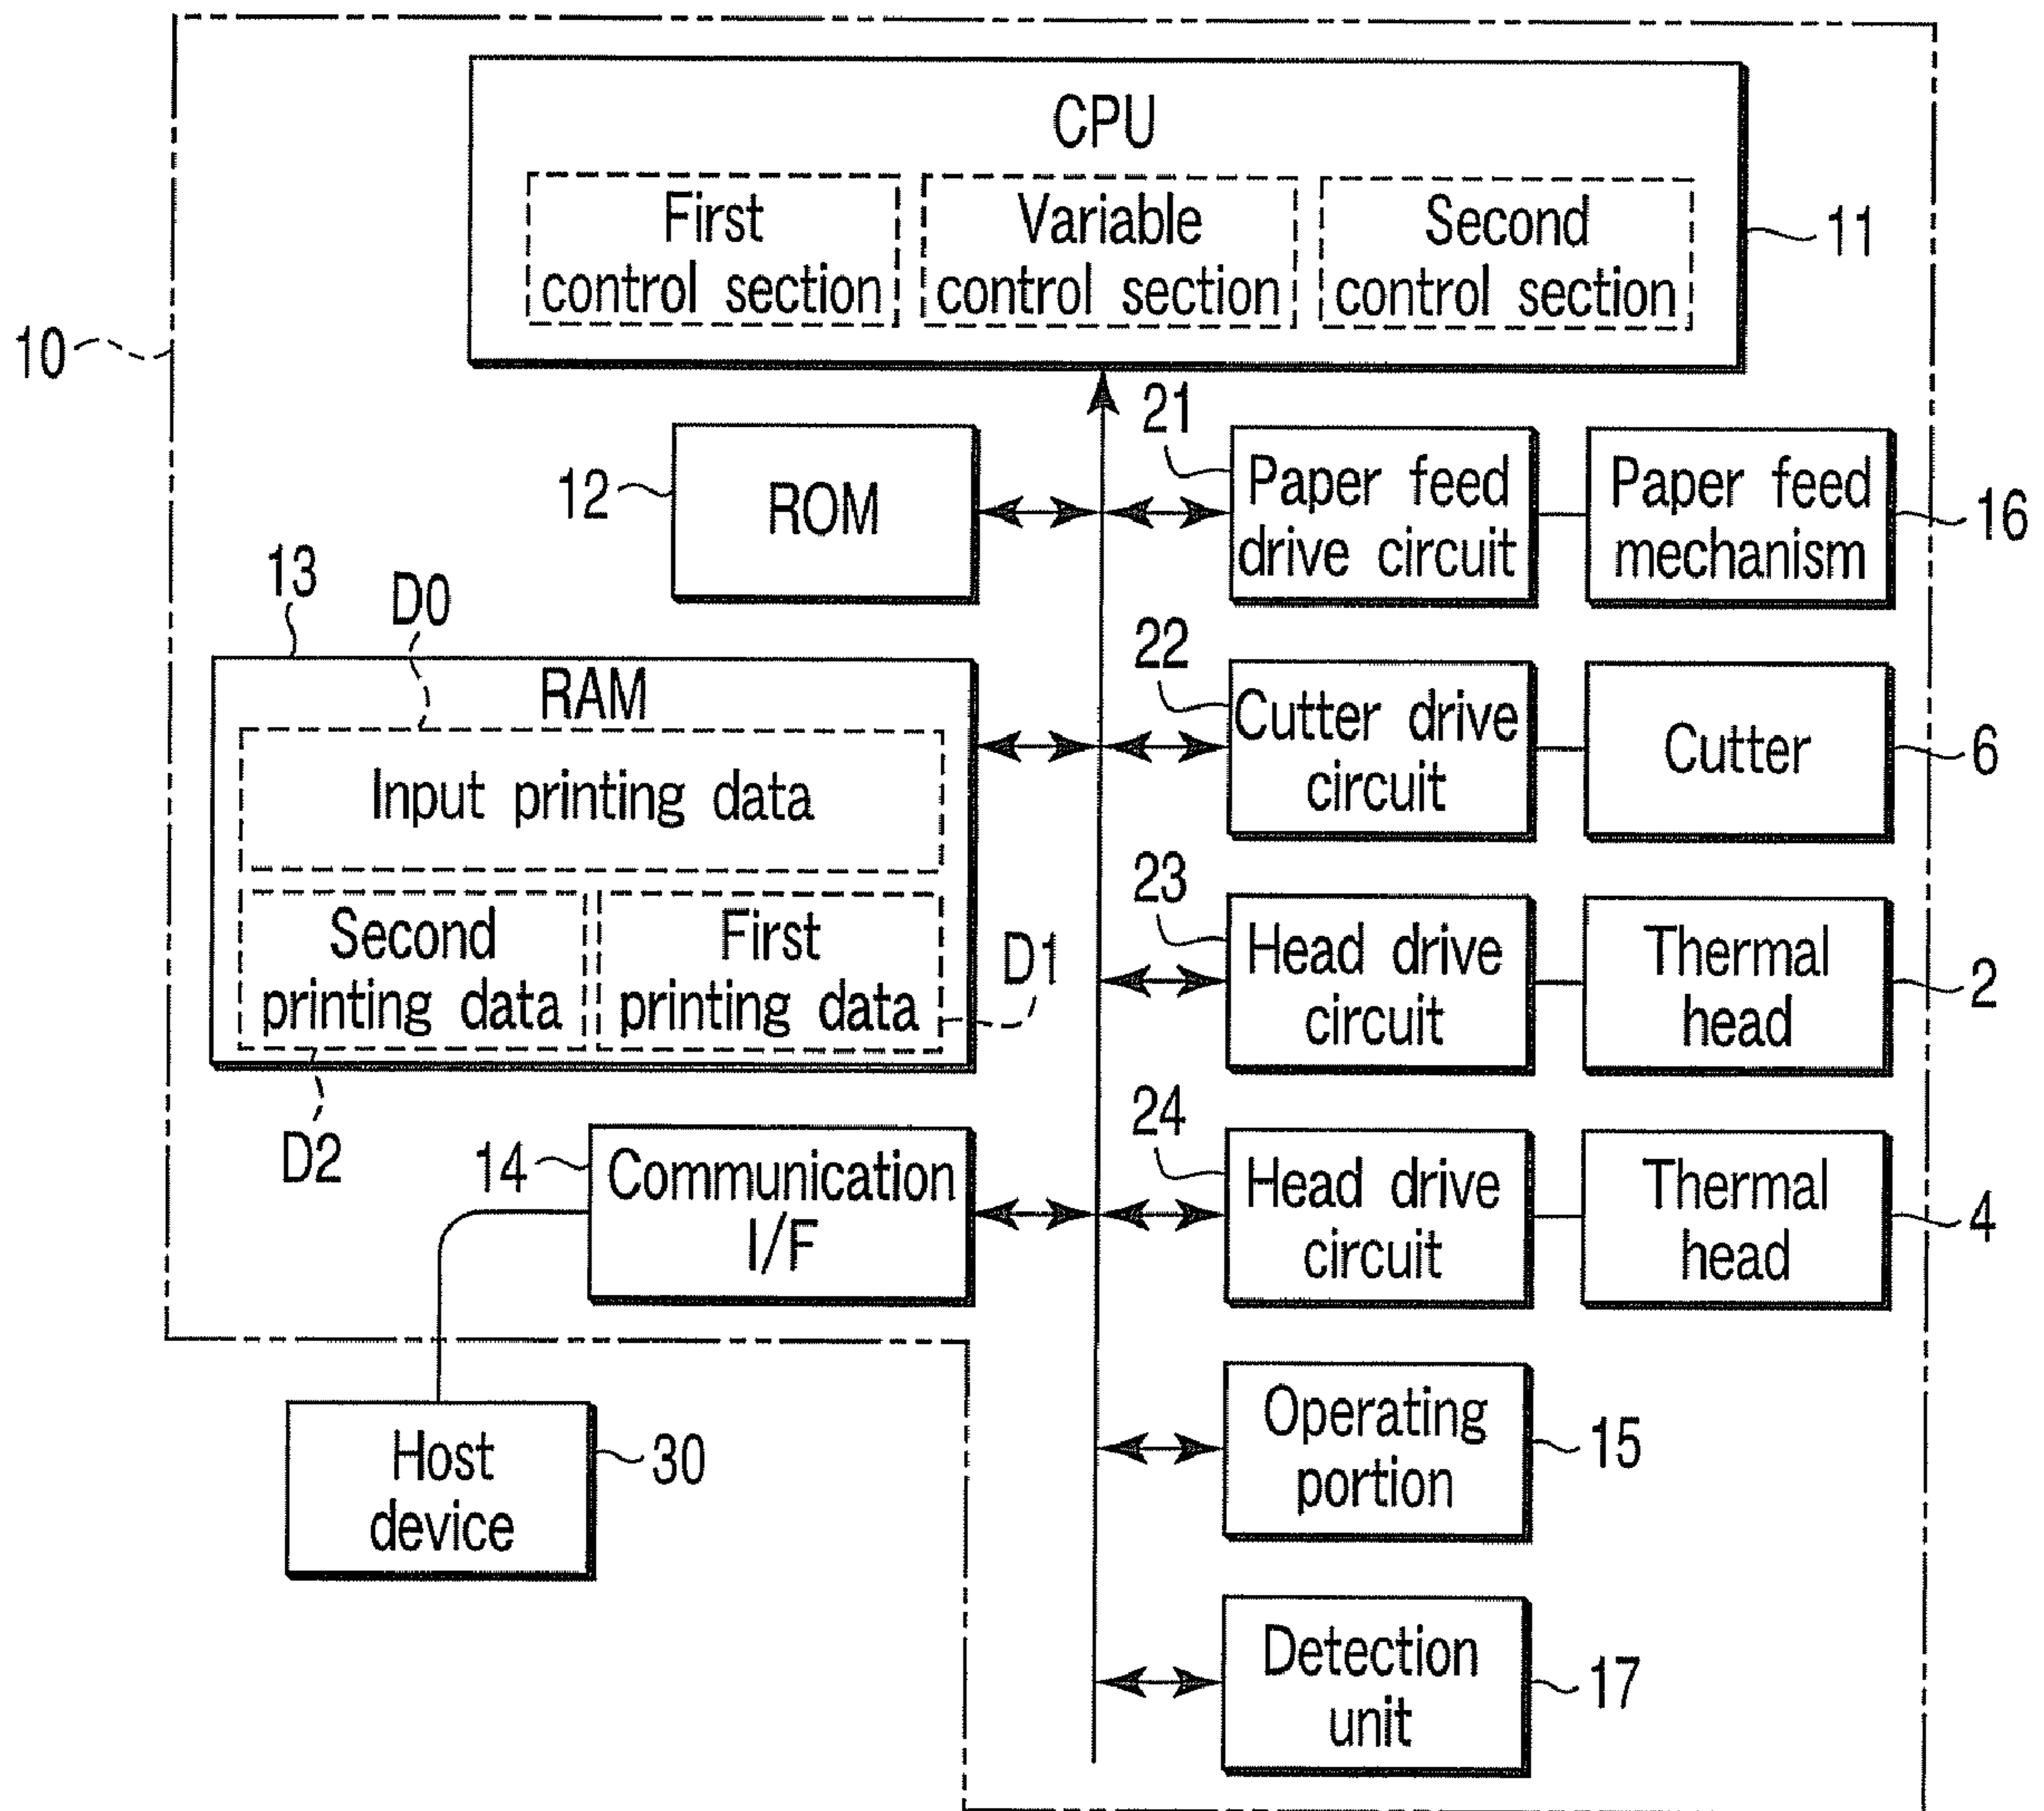 CPU
First
control section
Variable
control section
Second
control section
11
10
21
12
ROM
Paper feed
drive circuit
Paper feed
mechanism
16
13
D0
RAM
Input printing data
22
Cutter drive
circuit
Cutter
6
Second
printing data
First
printing data
D1
23
Head drive
circuit
Thermal
head
2
D2
14
Communication
I/F
24
Head drive
circuit
Thermal
head
4
Host
device
30
Operating
portion
15
Detection
unit
17